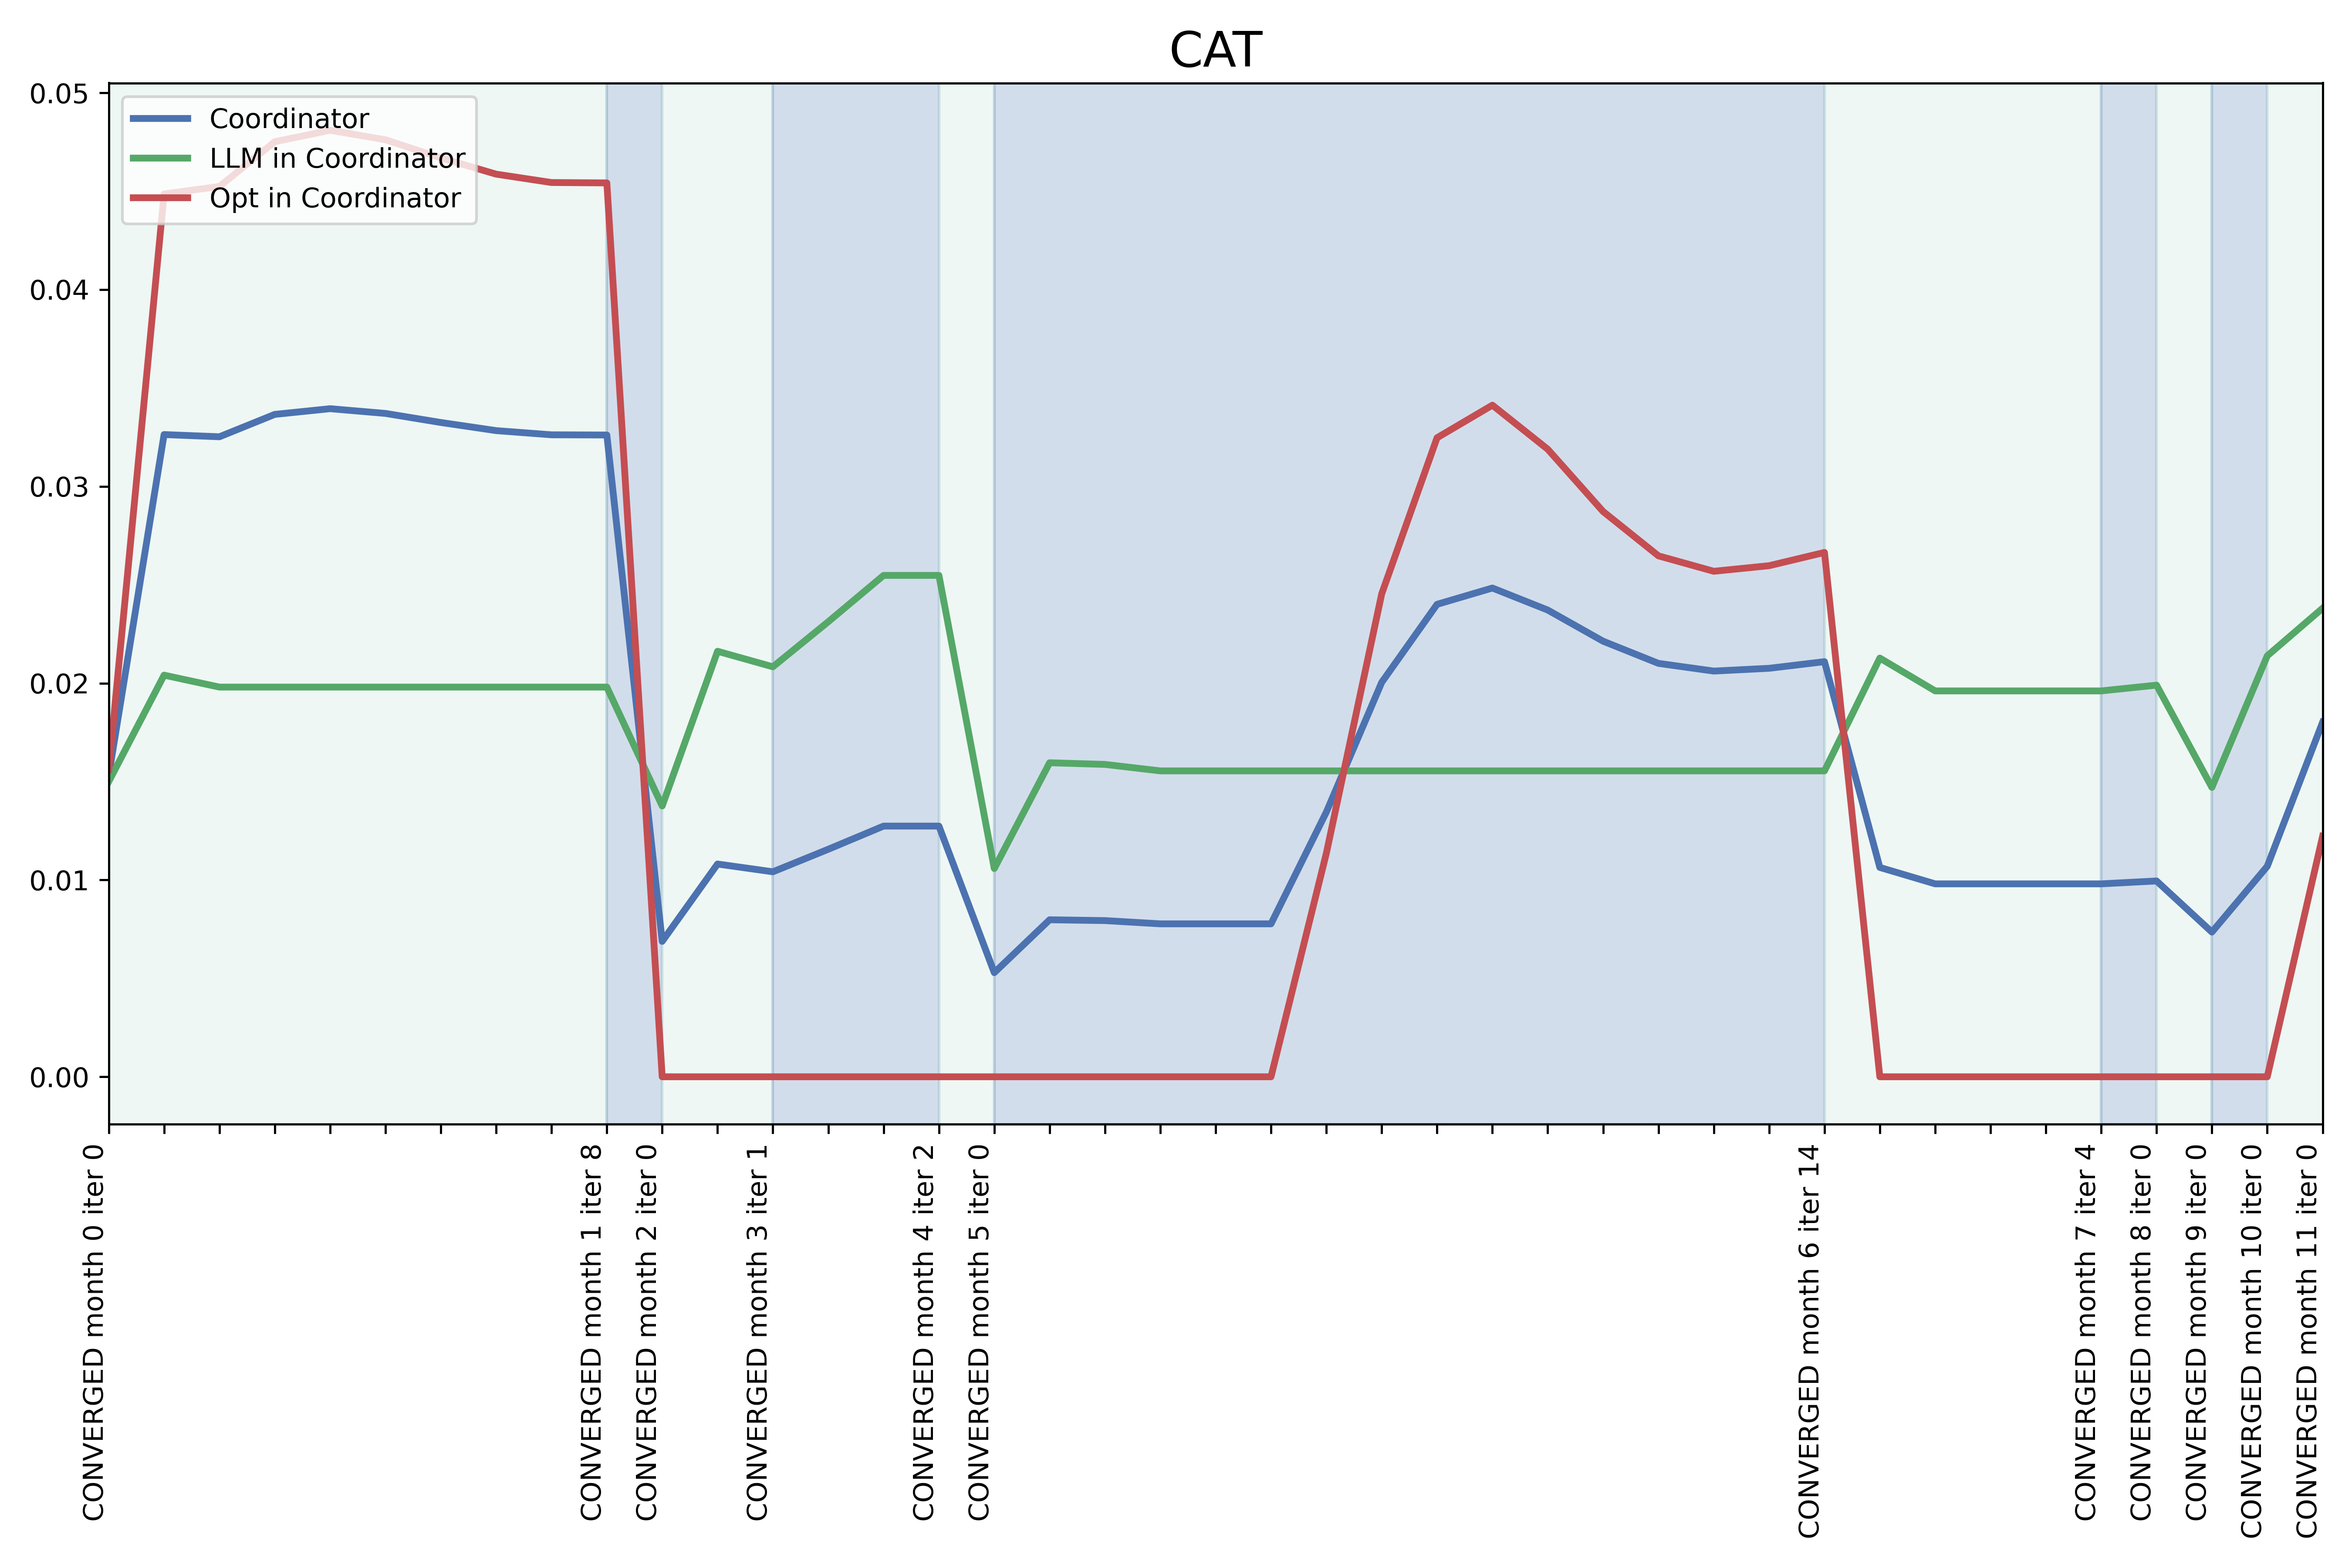 CAT
0.05
0.04
0.03
0.02
0.01
0.00
Coordinator
LLM in Coordinator
Opt in Coordinator
CONVERGED month 0 iter 0
CONVERGED month 1 iter 8
CONVERGED month 2 iter 0
CONVERGED month 3 iter 1
CONVERGED month 4 iter 2
CONVERGED month 5 iter 0
CONVERGED month 6 iter 14
CONVERGED month 7 iter 4
CONVERGED month 8 iter 0
CONVERGED month 9 iter 0
CONVERGED month 10 iter 0
CONVERGED month 11 iter 0